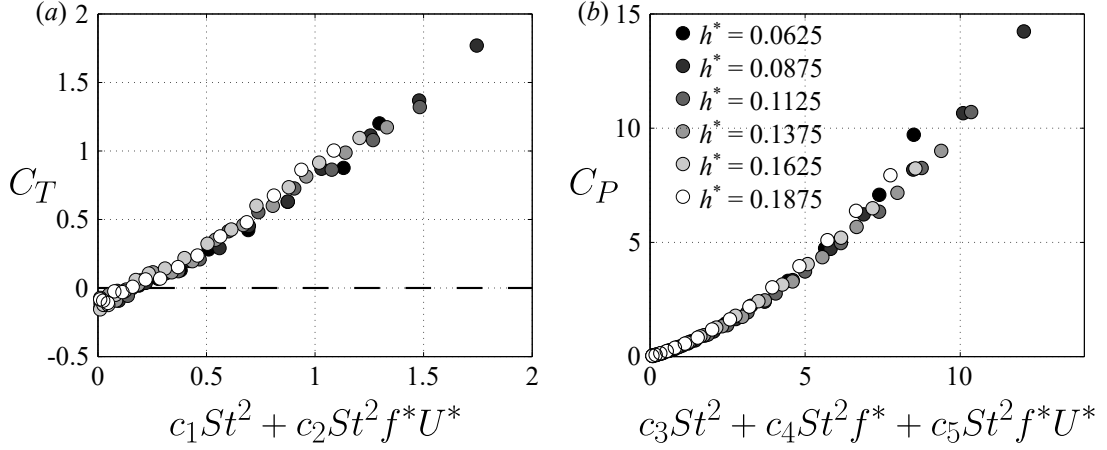 (a)
2
1.5
1
0.5
0
-0.5
C_T
0 0.5 1 1.5 2
c_1St^2 + c_2St^2f^*U^*
(b)
15
10
5
0
C_P
h^* = 0.0625
h^* = 0.0875
h^* = 0.1125
h^* = 0.1375
h^* = 0.1625
h^* = 0.1875
0 5 10
c_3St^2 + c_4St^2f^* + c_5St^2f^*U^*